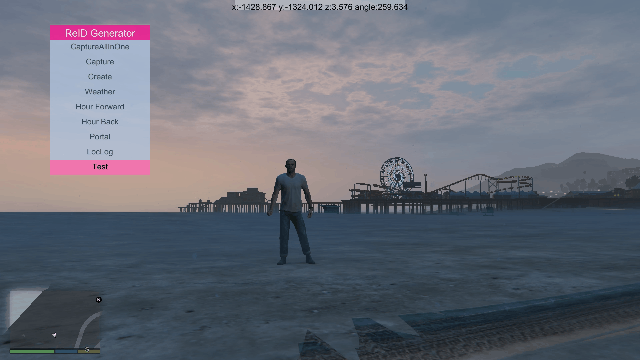 x:-1428.867 y:-1324.012 z:3.576 angle:259.634
ReID Generator
CaptureAllInOne
Capture
Create
Weather
Hour Forward
Hour Back
Portal
LocLog
Test